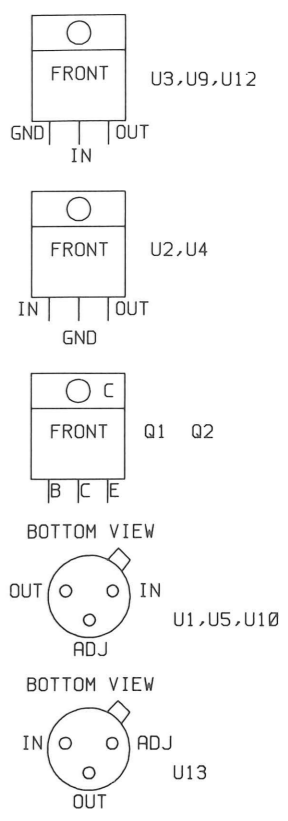 FRONT
U3,U9,U12
GND OUT
IN
FRONT
U2,U4
IN OUT
GND
C
FRONT
Q1 Q2
B C E
BOTTOM VIEW
OUT IN
U1,U5,U10
ADJ
BOTTOM VIEW
IN ADJ
U13
OUT